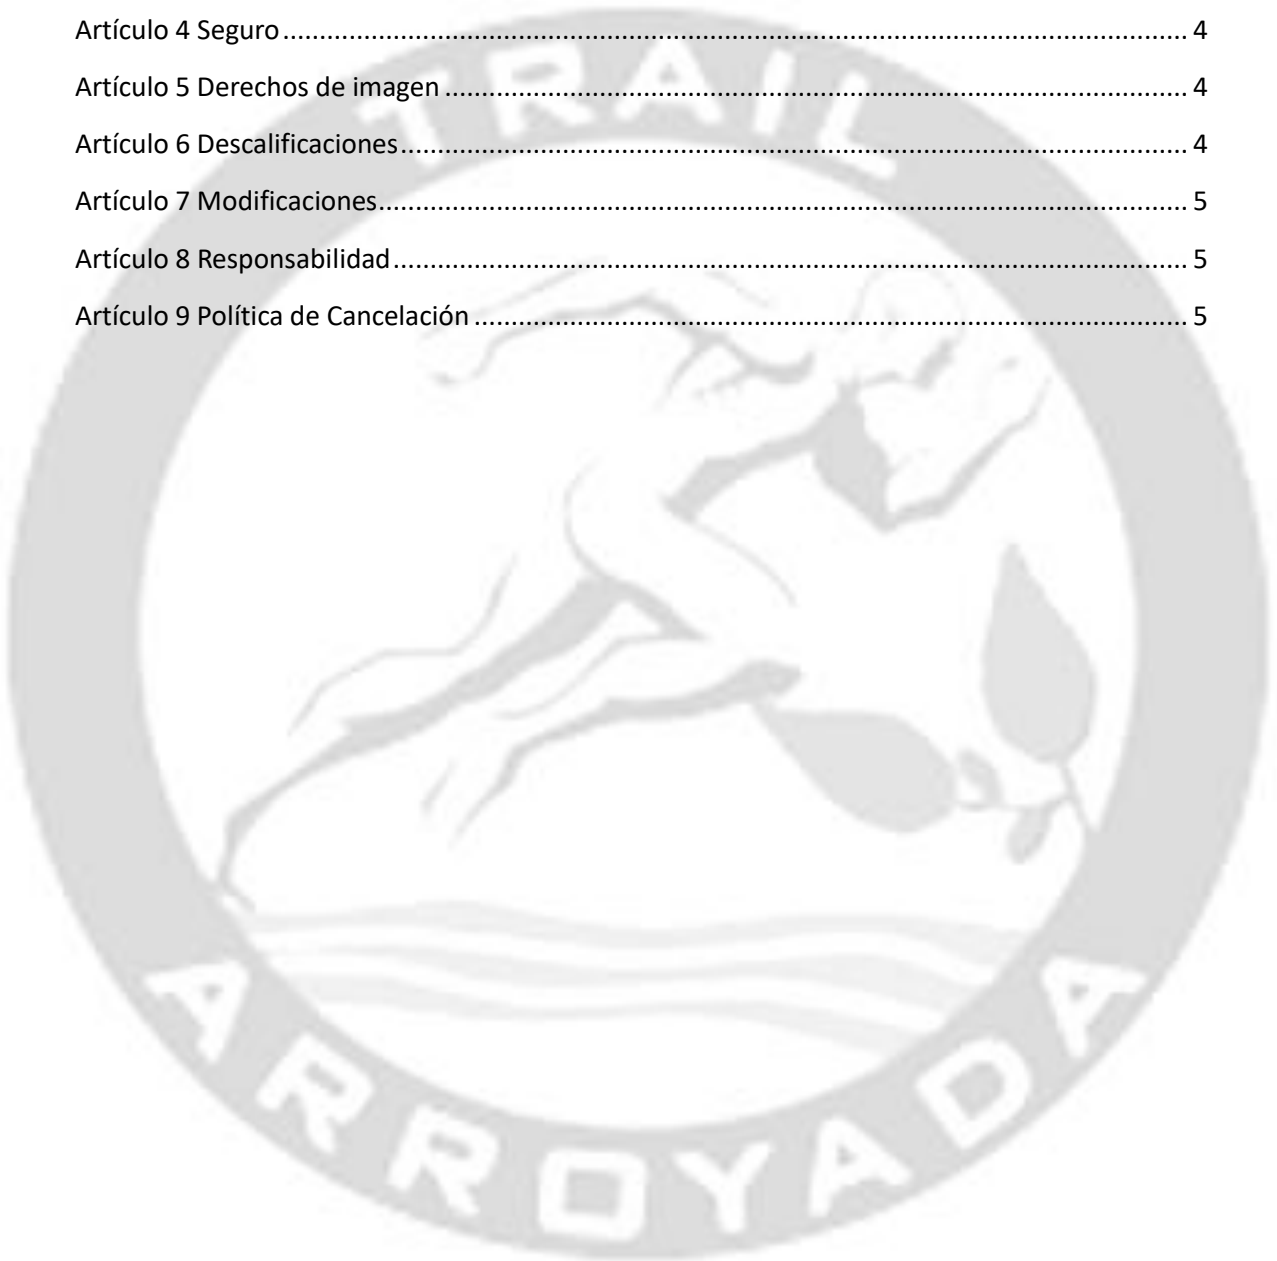 Artículo 4 Seguro........................................................................................................................ 4
Artículo 5 Derechos de imagen................................................................................................... 4
Artículo 6 Descalificaciones......................................................................................................... 4
Artículo 7 Modificaciones............................................................................................................ 5
Artículo 8 Responsabilidad.......................................................................................................... 5
Artículo 9 Política de Cancelación............................................................................................... 5
TRAIL
ARROYADA